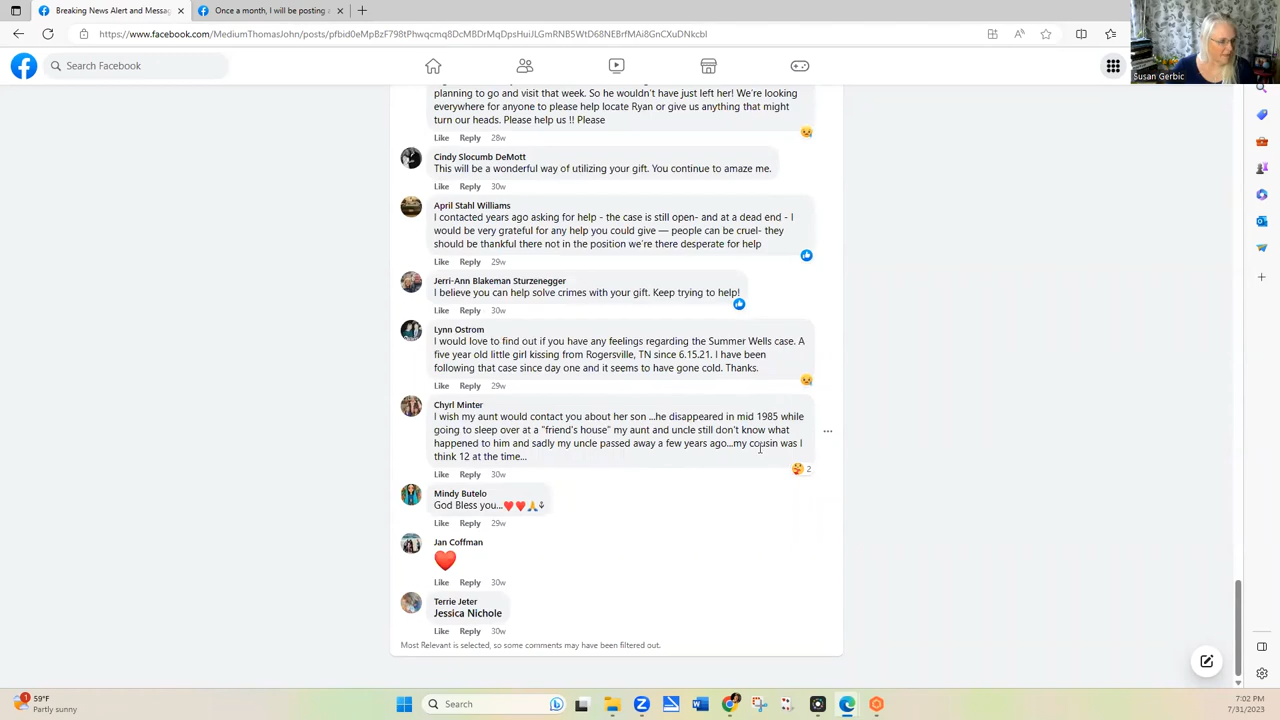 Breaking News Alert and Messag
Once a month, I will be posting a
https://www.facebook.com/MediumThomasJohn/posts/pfbid0eMpBzF798tPhwqcmq8DcMBDrMqDpsHuiJLGmRNB5WtD68NEBrfMAi8GnCXuDNkcbl
Susan Gerbic
Search Facebook
planning to go and visit that week. So he wouldn't have just left her! We're looking
everywhere for anyone to please help locate Ryan or give us anything that might
turn our heads. Please help us !! Please
Like Reply 28w
Cindy Slocumb DeMott
This will be a wonderful way of utilizing your gift. You continue to amaze me.
Like Reply 30w
April Stahl Williams
I contacted years ago asking for help - the case is still open- and at a dead end - I
would be very grateful for any help you could give — people can be cruel- they
should be thankful there not in the position we're there desperate for help
Like Reply 29w
Jerri-Ann Blakeman Sturzenegger
I believe you can help solve crimes with your gift. Keep trying to help!
Like Reply 30w
Lynn Ostrom
I would love to find out if you have any feelings regarding the Summer Wells case. A
five year old little girl kissing from Rogersville, TN since 6.15.21. I have been
following that case since day one and it seems to have gone cold. Thanks.
Like Reply 29w
Chyrl Minter
I wish my aunt would contact you about her son ...he disappeared in mid 1985 while
going to sleep over at a "friend's house" my aunt and uncle still don't know what
happened to him and sadly my uncle passed away a few years ago...my cousin was I
think 12 at the time...
2
Like Reply 30w
Mindy Butelo
God Bless you...
Like Reply 29w
Jan Coffman
Like Reply 30w
Terrie Jeter
Jessica Nichole
Like Reply 30w
Most Relevant is selected, so some comments may have been filtered out.
1
59°F
Partly sunny
Search
7:02 PM
7/31/2023